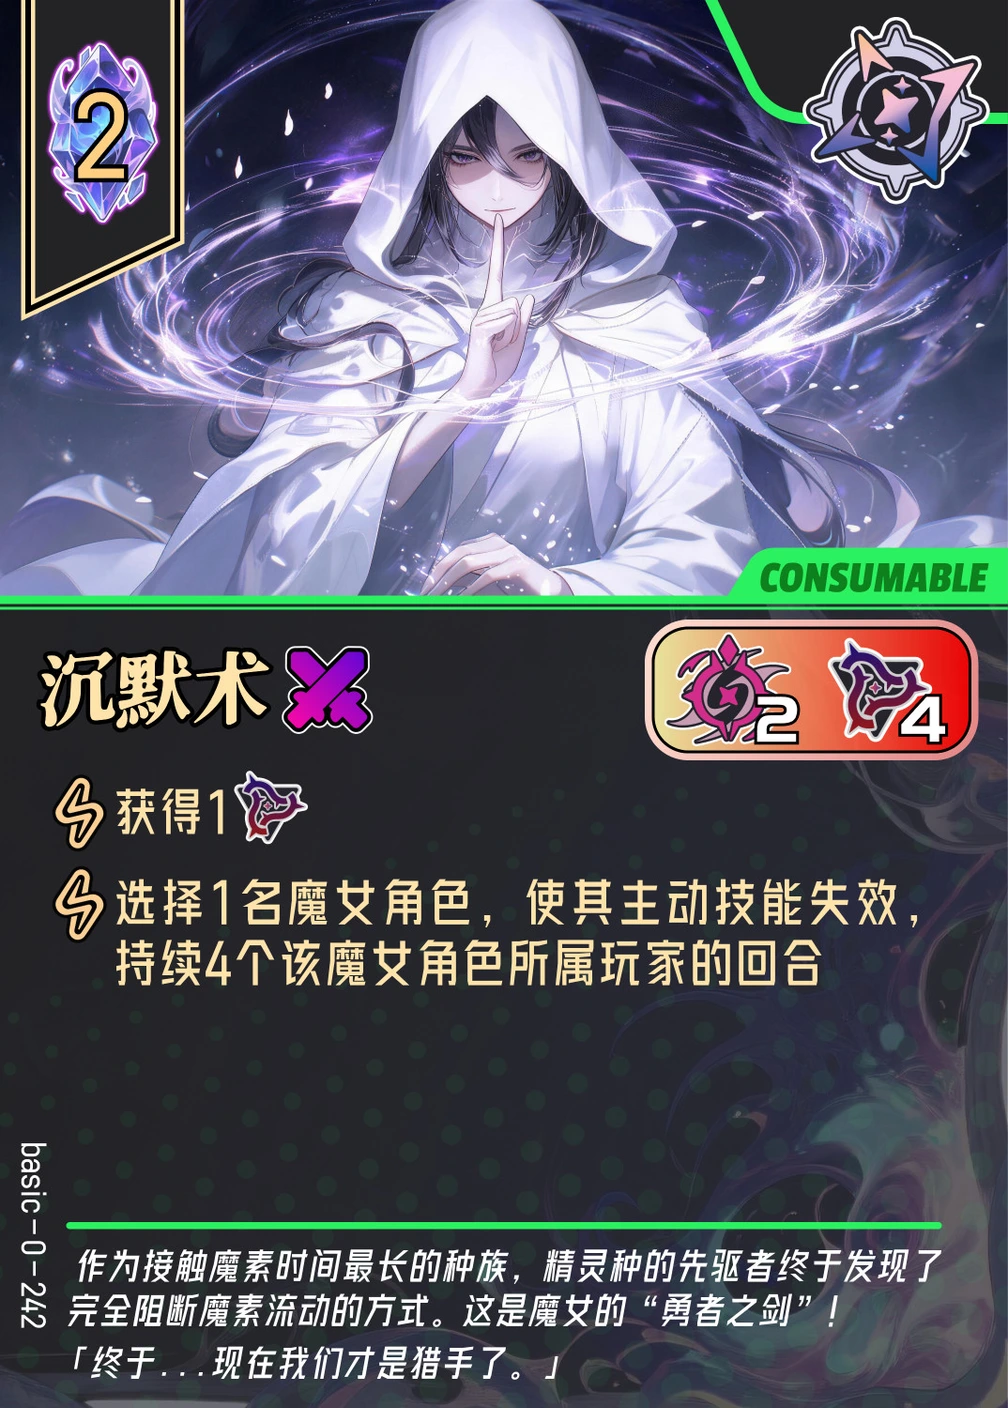 2
CONSUMABLE
沉默术
2 4
获得1
选择1名魔女角色，使其主动技能失效，
持续4个该魔女角色所属玩家的回合
basic-0-242
作为接触魔素时间最长的种族，精灵种的先驱者终于发现了
完全阻断魔素流动的方式。这是魔女的“勇者之剑”！
「终于...现在我们才是猎手了。」